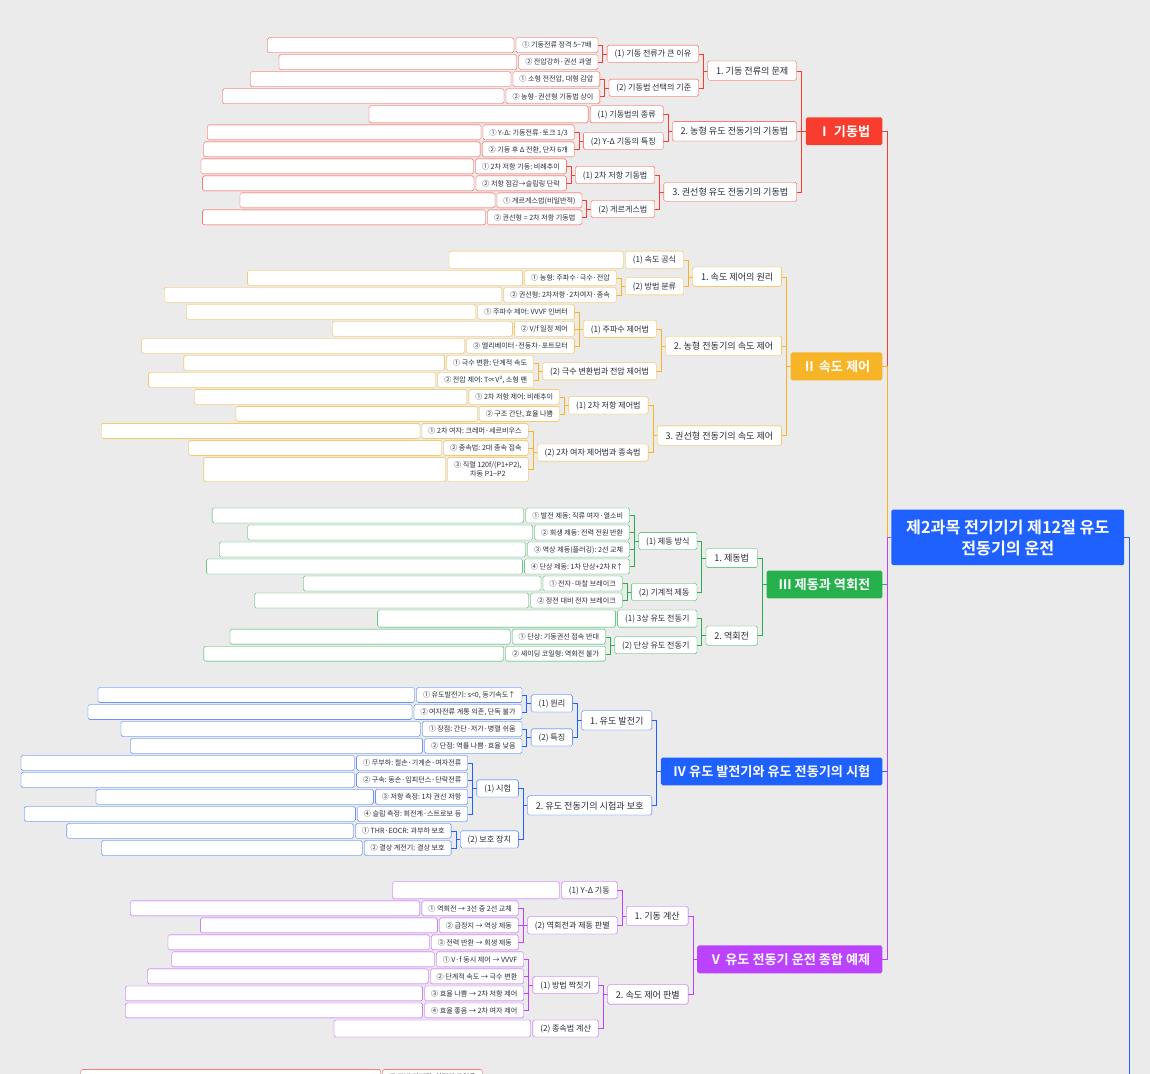 제2과목 전기기기 제12절 유도
전동기의 운전
Ⅰ 기동법
1. 기동 전류의 문제
(1) 기동 전류가 큰 이유
① 기동전류 정격 5~7배
② 전압강하·권선 과열
(2) 기동법 선택의 기준
① 소형 전전압, 대형 감압
② 농형·권선형 기동법 상이
2. 농형 유도 전동기의 기동법
(1) 기동법의 종류
(2) Y-Δ 기동의 특징
① Y-Δ: 기동전류·토크 1/3
② 기동 후 Δ 전환, 단자 6개
3. 권선형 유도 전동기의 기동법
(1) 2차 저항 기동법
① 2차 저항 기동: 비례추이
② 저항 점감→슬립링 단락
(2) 게르게스법
① 게르게스법(비일반적)
② 권선형 = 2차 저항 기동법
Ⅱ 속도 제어
1. 속도 제어의 원리
(1) 속도 공식
(2) 방법 분류
① 농형: 주파수·극수·전압
② 권선형: 2차저항·2차여자·종속
2. 농형 전동기의 속도 제어
(1) 주파수 제어법
① 주파수 제어: VVVF 인버터
② V/f 일정 제어
③ 엘리베이터·전동차·포트모터
(2) 극수 변환법과 전압 제어법
① 극수 변환: 단계적 속도
② 전압 제어: T∝V², 소형 팬
3. 권선형 전동기의 속도 제어
(1) 2차 저항 제어법
① 2차 저항 제어: 비례추이
② 구조 간단, 효율 나쁨
(2) 2차 여자 제어법과 종속법
① 2차 여자: 크레머·세르비우스
② 종속법: 2대 종속 접속
③ 직렬 120f/(P1+P2),
차동 P1−P2
Ⅲ 제동과 역회전
1. 제동법
(1) 제동 방식
① 발전 제동: 직류 여자·열소비
② 회생 제동: 전력 전원 반환
③ 역상 제동(플러깅): 2선 교체
④ 단상 제동: 1차 단상+2차 R↑
(2) 기계적 제동
① 전자·마찰 브레이크
② 정전 대비 전자 브레이크
2. 역회전
(1) 3상 유도 전동기
(2) 단상 유도 전동기
① 단상: 기동권선 접속 반대
② 셰이딩 코일형: 역회전 불가
Ⅳ 유도 발전기와 유도 전동기의 시험
1. 유도 발전기
(1) 원리
① 유도발전기: s<0, 동기속도↑
② 여자전류 계통 의존, 단독 불가
(2) 특징
① 장점: 간단·저가·병렬 쉬움
② 단점: 역률 나쁨·효율 낮음
2. 유도 전동기의 시험과 보호
(1) 시험
① 무부하: 철손·기계손·여자전류
② 구속: 동손·임피던스·단락전류
③ 저항 측정: 1차 권선 저항
④ 슬립 측정: 회전계·스트로보 등
(2) 보호 장치
① THR·EOCR: 과부하 보호
② 결상 계전기: 결상 보호
Ⅴ 유도 전동기 운전 종합 예제
1. 기동 계산
(1) Y-Δ 기동
(2) 역회전과 제동 판별
① 역회전 → 3선 중 2선 교체
② 급정지 → 역상 제동
③ 전력 반환 → 회생 제동
2. 속도 제어 판별
(1) 방법 짝짓기
① V·f 동시 제어 → VVVF
② 단계적 속도 → 극수 변환
③ 효율 나쁨 → 2차 저항 제어
④ 효율 좋음 → 2차 여자 제어
(2) 종속법 계산